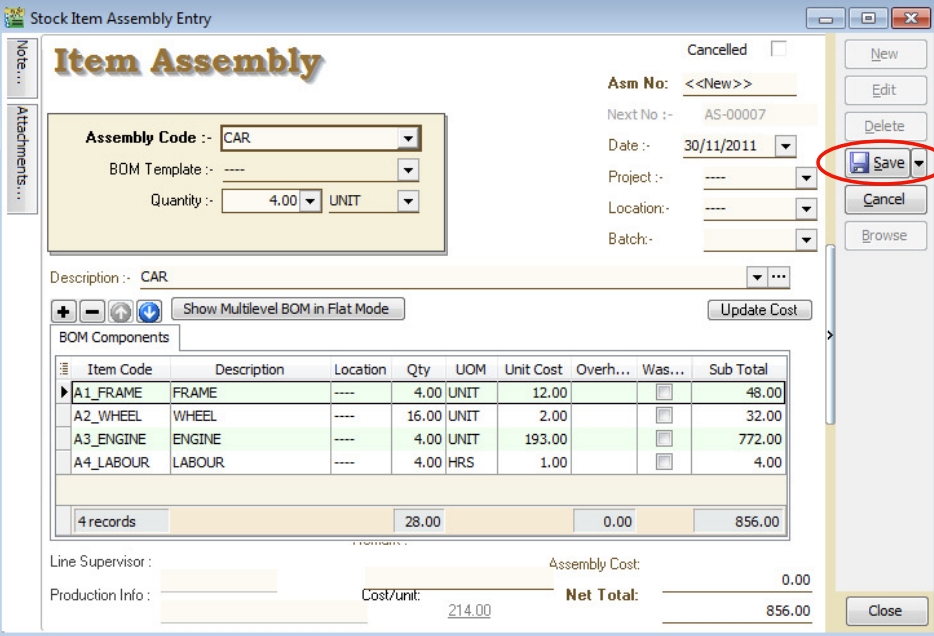 Stock Item Assembly Entry
Note...
Attachments...
Item Assembly
Cancelled
Asm No: <<New>>
Next No :- AS-00007
Date :- 30/11/2011
Project :- ----
Location:- ----
Batch:-
Assembly Code :- CAR
BOM Template :- ----
Quantity :- 4.00 UNIT
Description :- CAR
Show Multilevel BOM in Flat Mode
Update Cost
BOM Components
Item Code Description Location Qty UOM Unit Cost Overh... Was... Sub Total
A1_FRAME FRAME ---- 4.00 UNIT 12.00 48.00
A2_WHEEL WHEEL ---- 16.00 UNIT 2.00 32.00
A3_ENGINE ENGINE ---- 4.00 UNIT 193.00 772.00
A4_LABOUR LABOUR ---- 4.00 HRS 1.00 4.00
4 records 28.00 0.00 856.00
Line Supervisor :
Assembly Cost: 0.00
Production Info :
Cost/unit: 214.00
Net Total: 856.00
New
Edit
Delete
Save
Cancel
Browse
Close